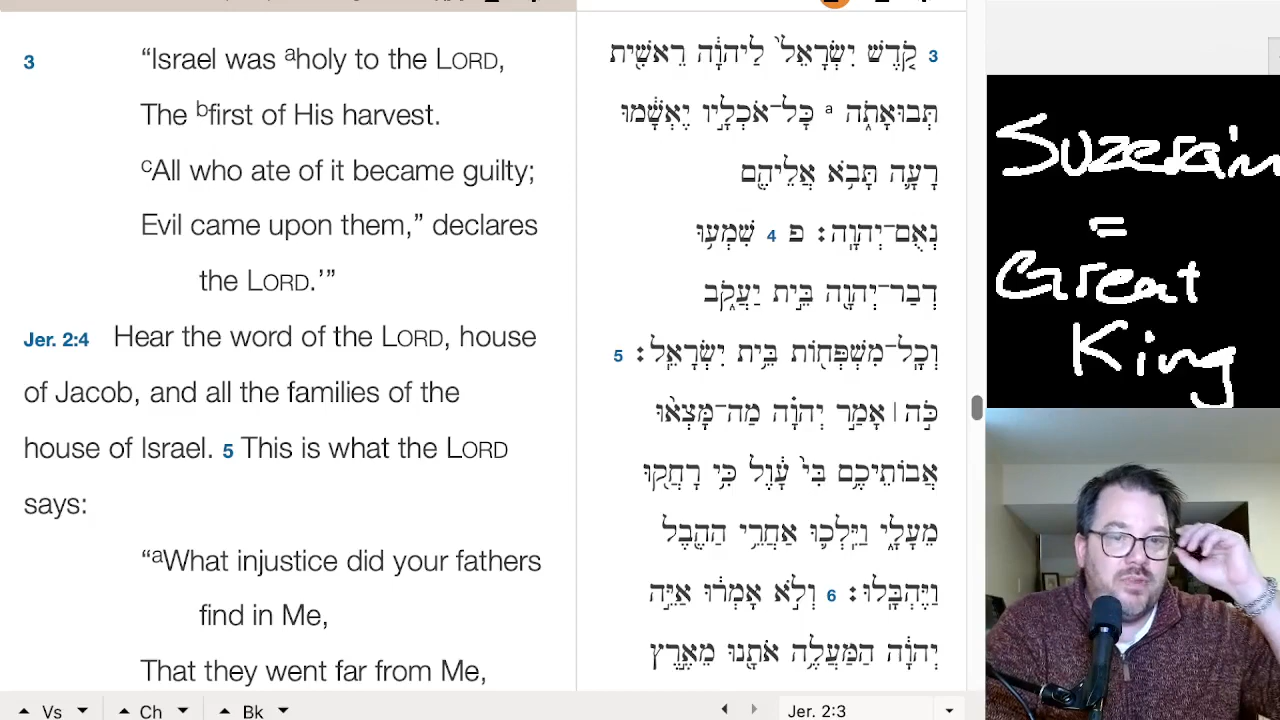 3 “Israel was ᵃholy to the LORD,
The ᵇfirst of His harvest.
ᶜAll who ate of it became guilty;
Evil came upon them,” declares
the LORD.’”
Jer. 2:4 Hear the word of the LORD, house
of Jacob, and all the families of the
house of Israel. 5 This is what the LORD
says:
“ᵃWhat injustice did your fathers
find in Me,
That they went far from Me,
3 קֹ֤דֶשׁ יִשְׂרָאֵל֙ לַיהוָ֔ה רֵאשִׁ֖ית
תְּבוּאָתֹ֑ה ᵃ כָּל־אֹכְלָ֣יו יֶאְשָׁ֔מוּ
רָעָ֛ה תָּבֹ֥א אֲלֵיהֶ֖ם
נְאֻם־יְהוָֽה׃ פ 4 שִׁמְע֥וּ
דְבַר־יְהוָ֖ה בֵּ֣ית יַעֲקֹ֑ב
וְכָֽל־מִשְׁפְּח֖וֹת בֵּ֥ית יִשְׂרָאֵֽל׃ 5
כֹּ֣ה ׀ אָמַ֣ר יְהוָ֗ה מַה־מָּצְא֨וּ
אֲבוֹתֵיכֶ֥ם בִּי֙ עָ֔וֶל כִּ֥י רָחֲק֖וּ
מֵעָלָ֑י וַיֵּֽלְכ֛וּ אַחֲרֵ֥י הַהֶ֖בֶל
וַיֶּהְבָּֽלוּ׃ 6 וְלֹ֣א אָמְר֔וּ אַיֵּ֣ה
יְהוָ֔ה הַמַּעֲלֶ֥ה אֹתָ֖נוּ מֵאֶ֣רֶץ
Suzerain
=
Great
King
Vs Ch Bk Jer. 2:3